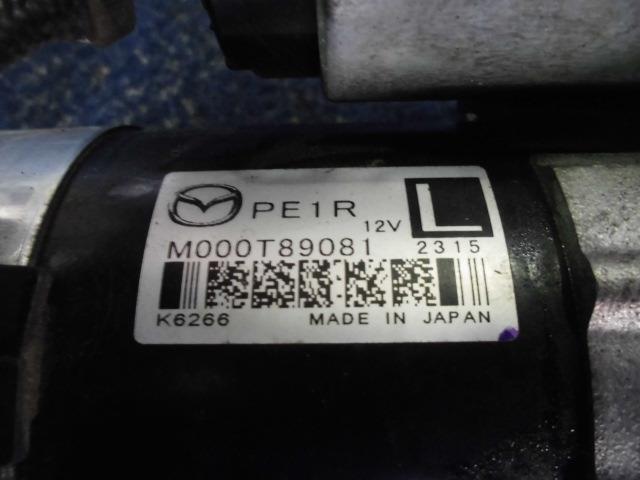 PE1R 12V L
M000T89081 2315
K6266 MADE IN JAPAN